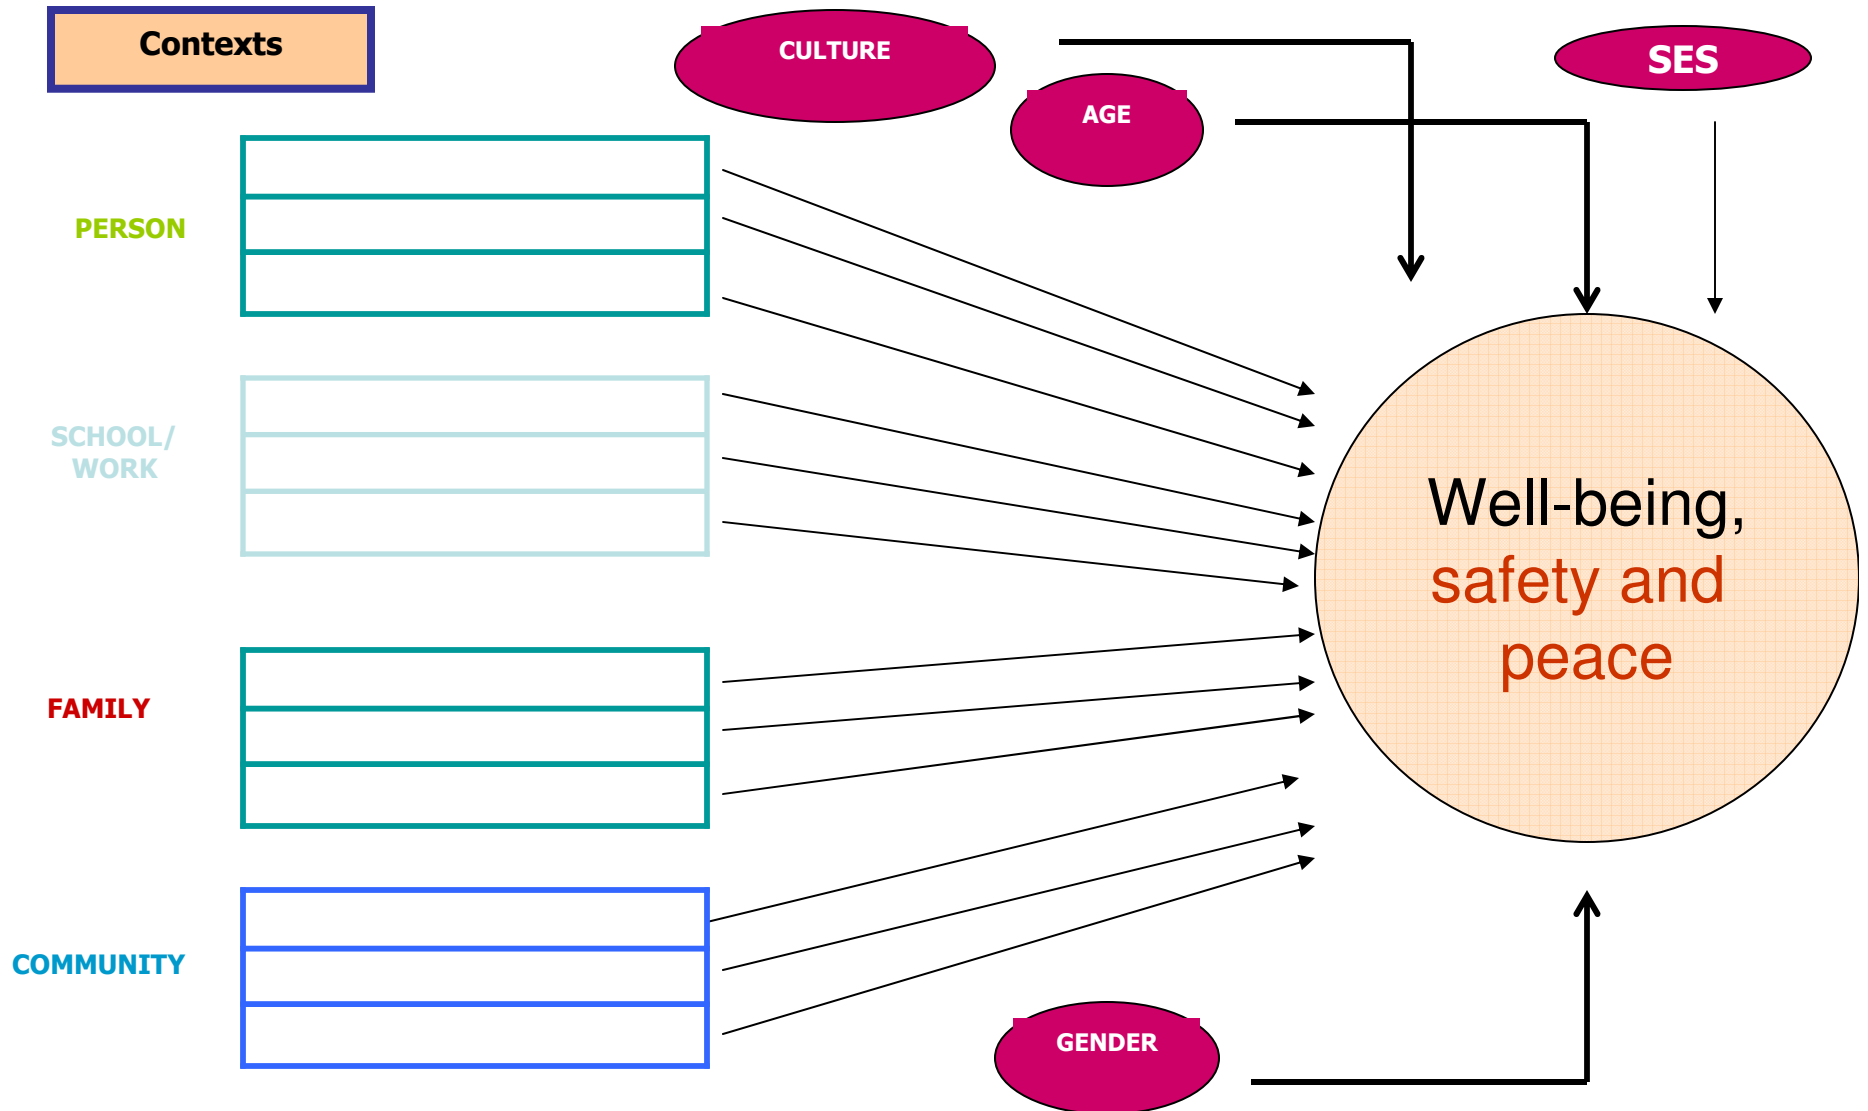 Contexts
CULTURE
SES
AGE
PERSON
SCHOOL/
WORK
Well-being,
safety and
peace
FAMILY
COMMUNITY
GENDER